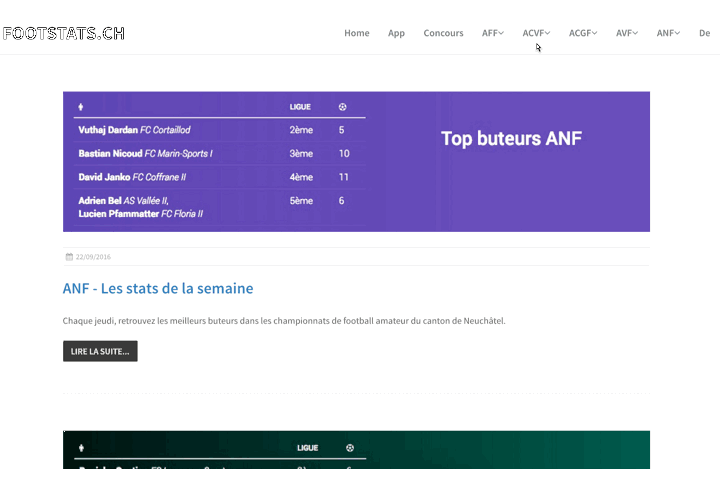 FOOTSTATS.CH
Home App Concours AFF ACVF ACGF AVF ANF De
LIGUE
Vuthaj Dardan FC Cortaillod 2ème 5
Bastian Nicoud FC Marin-Sports I 3ème 10
David Janko FC Coffrane II 4ème 11
Adrien Bel AS Vallée II, 5ème 6
Lucien Pfammatter FC Floria II
Top buteurs ANF
22/09/2016
ANF - Les stats de la semaine
Chaque jeudi, retrouvez les meilleurs buteurs dans les championnats de football amateur du canton de Neuchâtel.
LIRE LA SUITE...
LIGUE